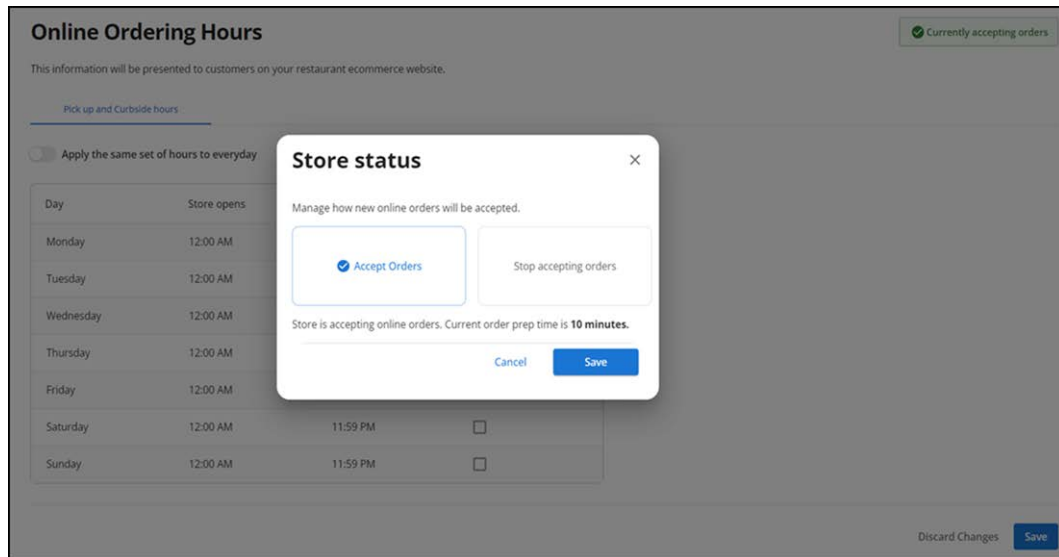 Online Ordering Hours
Currently accepting orders
This information will be presented to customers on your restaurant ecommerce website.
Pick up and Curbside hours
Apply the same set of hours to everyday
Store status
Manage how new online orders will be accepted.
Accept Orders
Stop accepting orders
Store is accepting online orders. Current order prep time is 10 minutes.
Cancel
Save
Day Store opens
Monday 12:00 AM
Tuesday 12:00 AM
Wednesday 12:00 AM
Thursday 12:00 AM
Friday 12:00 AM
Saturday 12:00 AM 11:59 PM
Sunday 12:00 AM 11:59 PM
Discard Changes
Save